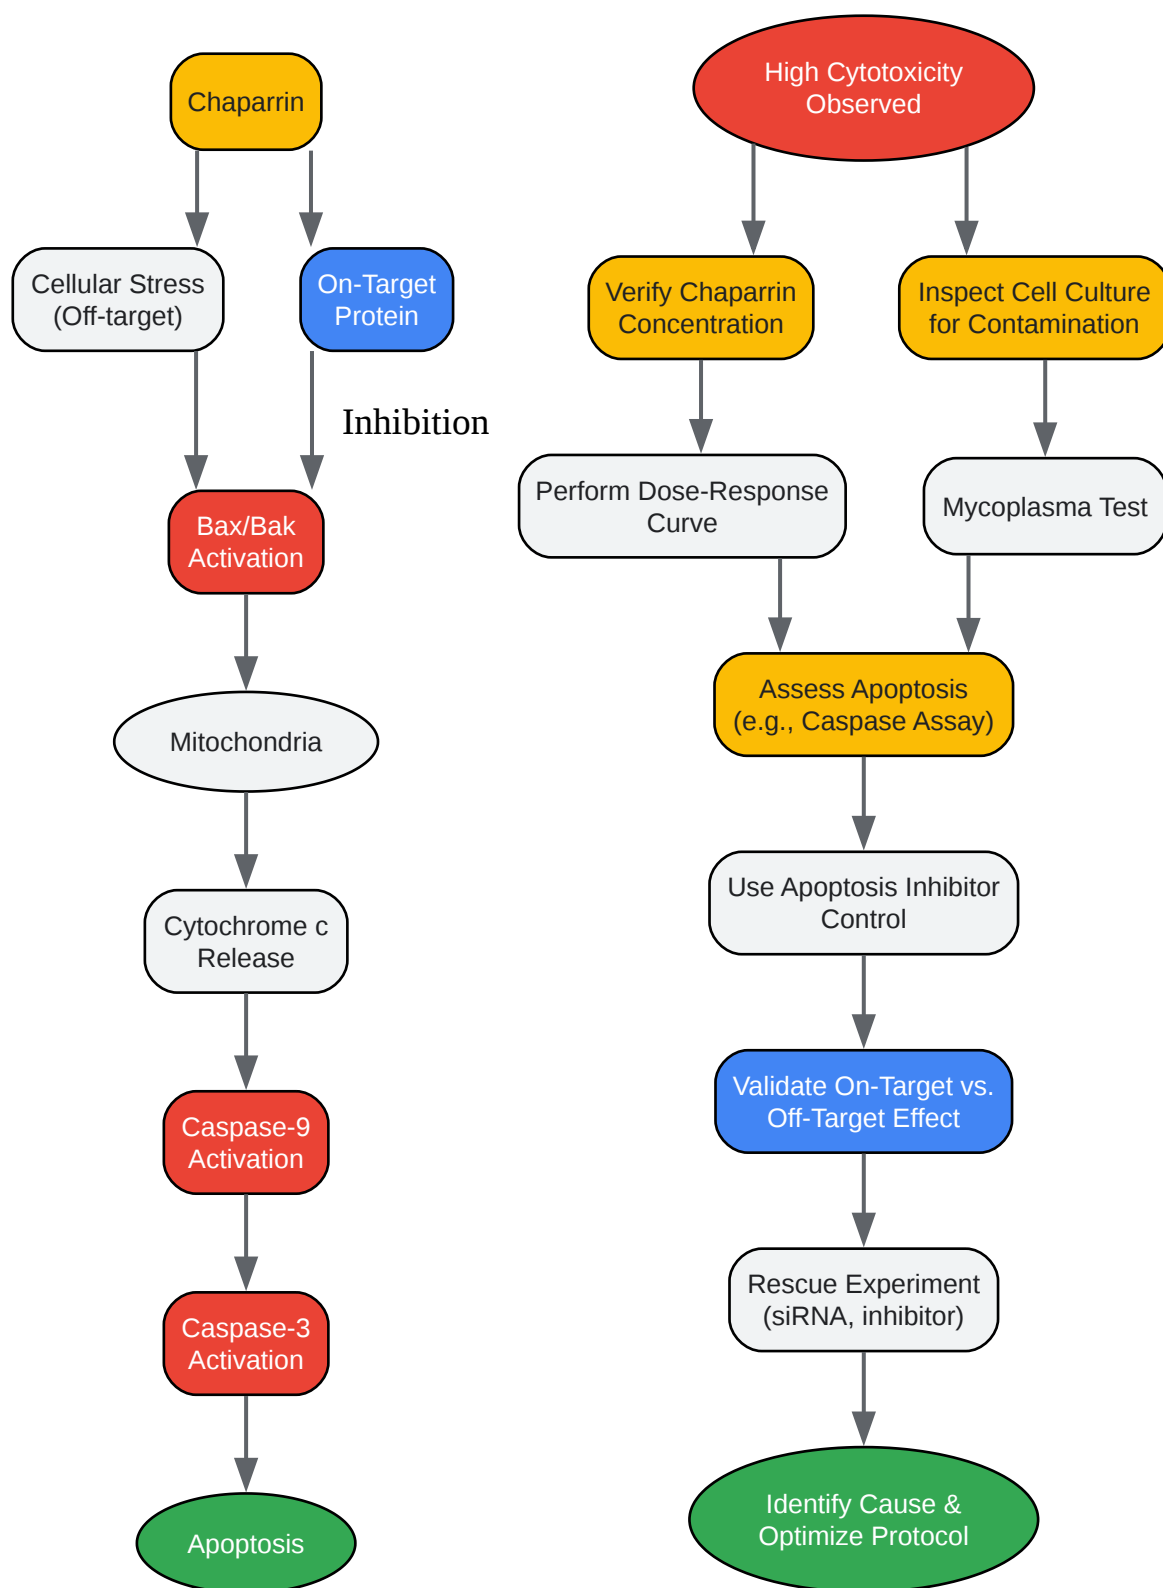 Chaparrin
Cellular Stress
(Off-target)
On-Target
Protein
Inhibition
Bax/Bak
Activation
Mitochondria
Cytochrome c
Release
Caspase-9
Activation
Caspase-3
Activation
Apoptosis
High Cytotoxicity
Observed
Verify Chaparrin
Concentration
Inspect Cell Culture
for Contamination
Perform Dose-Response
Curve
Mycoplasma Test
Assess Apoptosis
(e.g., Caspase Assay)
Use Apoptosis Inhibitor
Control
Validate On-Target vs.
Off-Target Effect
Rescue Experiment
(siRNA, inhibitor)
Identify Cause &
Optimize Protocol